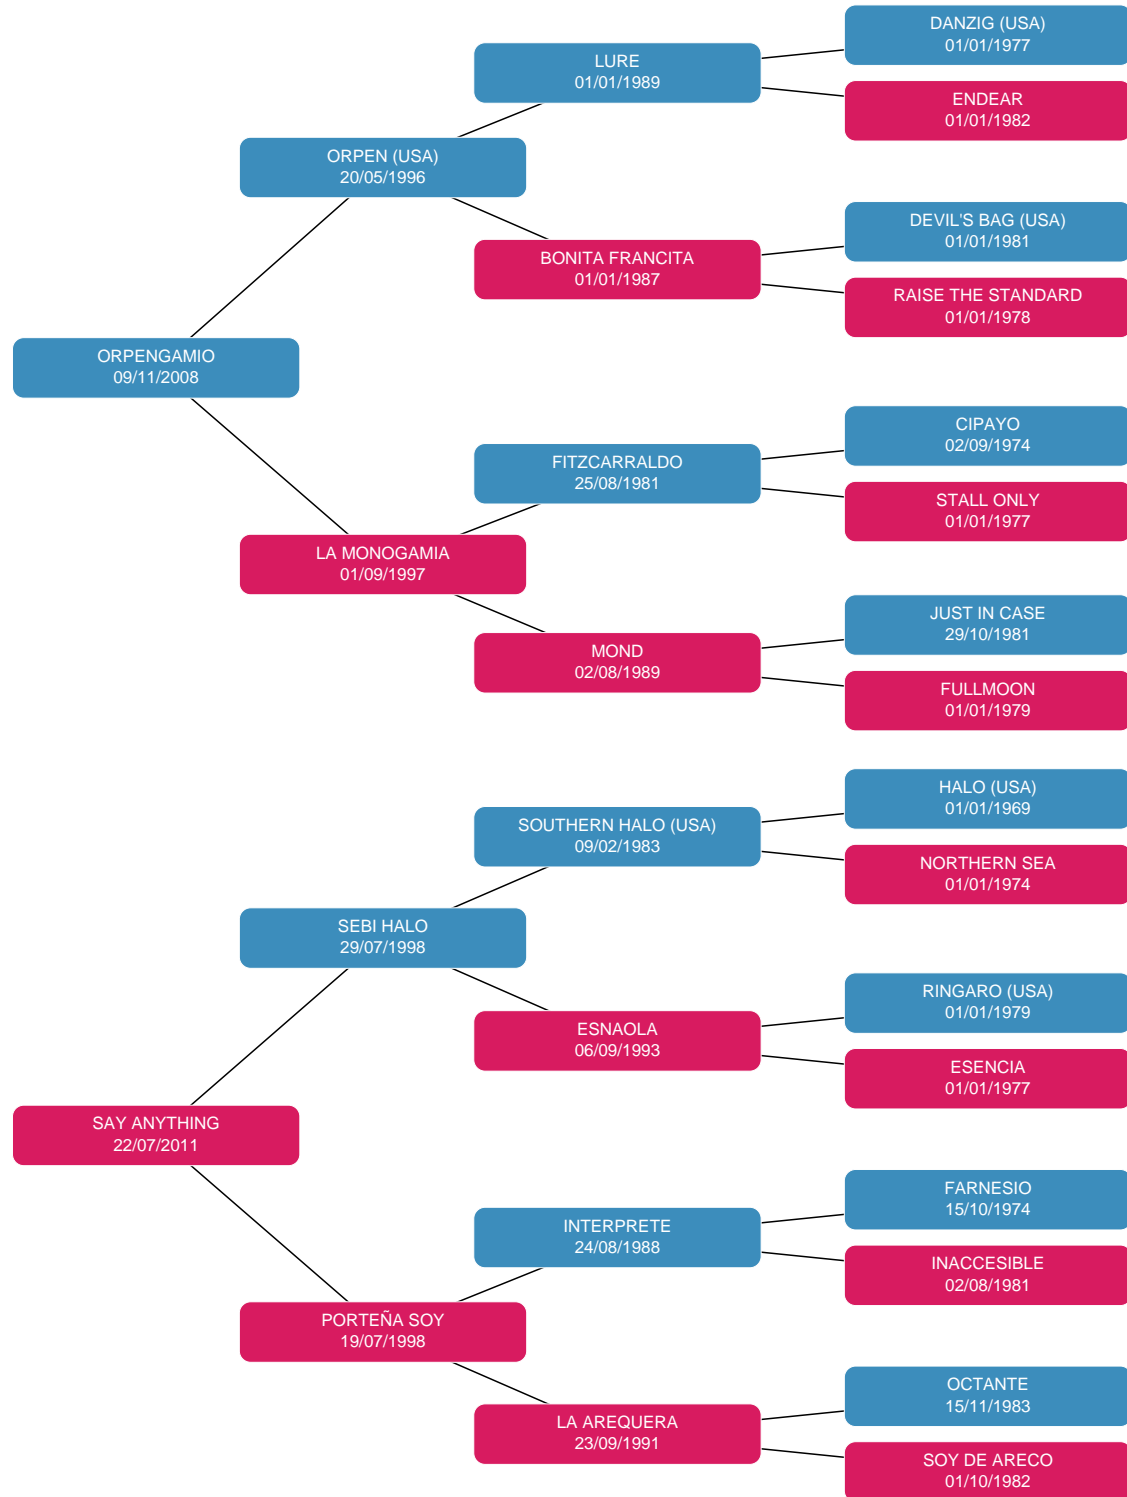 DANZIG (USA)
01/01/1977
LURE
01/01/1989
ENDEAR
01/01/1982
ORPEN (USA)
20/05/1996
DEVIL'S BAG (USA)
01/01/1981
BONITA FRANCITA
01/01/1987
RAISE THE STANDARD
01/01/1978
ORPENGAMIO
09/11/2008
CIPAYO
02/09/1974
FITZCARRALDO
25/08/1981
STALL ONLY
01/01/1977
LA MONOGAMIA
01/09/1997
JUST IN CASE
29/10/1981
MOND
02/08/1989
FULLMOON
01/01/1979
HALO (USA)
01/01/1969
SOUTHERN HALO (USA)
09/02/1983
NORTHERN SEA
01/01/1974
SEBI HALO
29/07/1998
RINGARO (USA)
01/01/1979
ESNAOLA
06/09/1993
ESENCIA
01/01/1977
SAY ANYTHING
22/07/2011
FARNESIO
15/10/1974
INTERPRETE
24/08/1988
INACCESIBLE
02/08/1981
PORTEÑA SOY
19/07/1998
OCTANTE
15/11/1983
LA AREQUERA
23/09/1991
SOY DE ARECO
01/10/1982